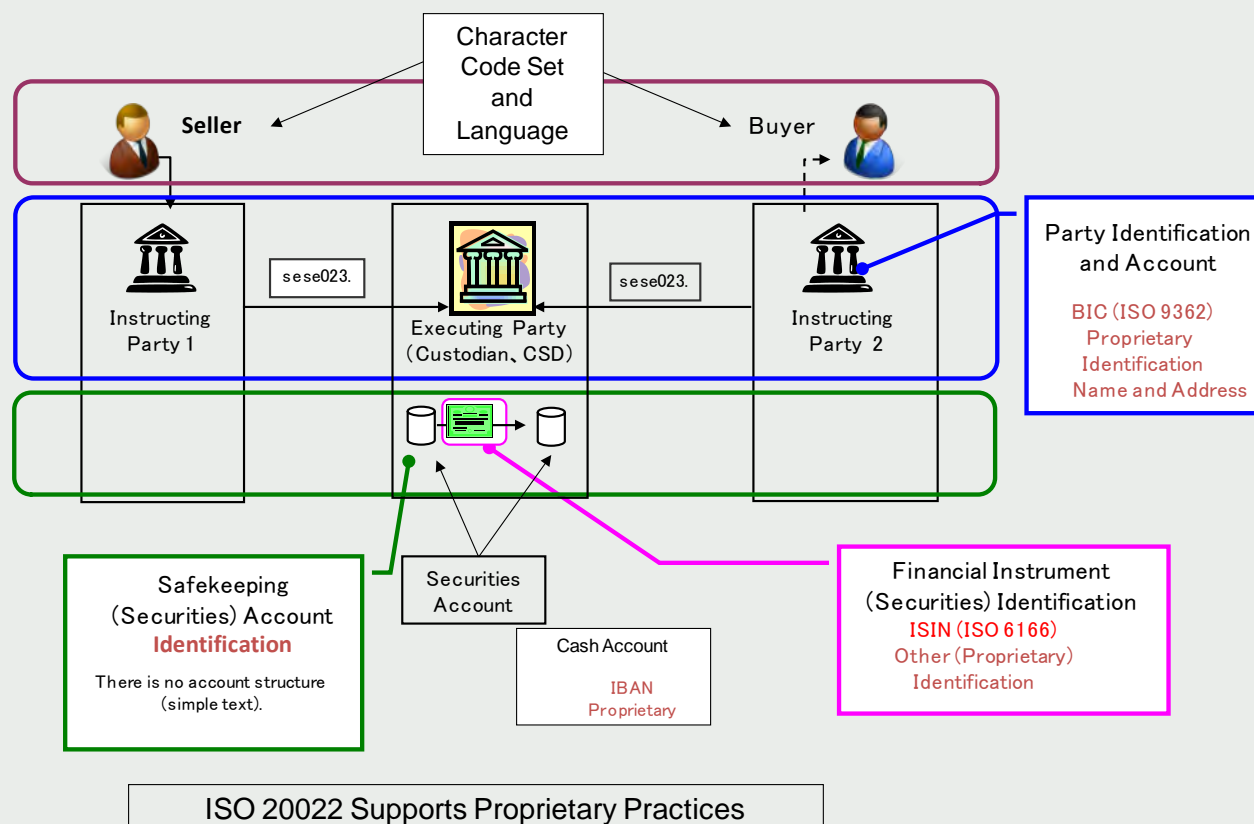 Character
Code Set
and
Language
Seller
Buyer
sese023.
sese023.
Instructing
Party 1
Executing Party
(Custodian、CSD)
Instructing
Party 2
Party Identification
and Account
BIC (ISO 9362)
Proprietary
Identification
Name and Address
Safekeeping
(Securities) Account
Identification
There is no account structure
(simple text).
Securities
Account
Cash Account
IBAN
Proprietary
Financial Instrument
(Securities) Identification
ISIN (ISO 6166)
Other (Proprietary)
Identification
ISO 20022 Supports Proprietary Practices